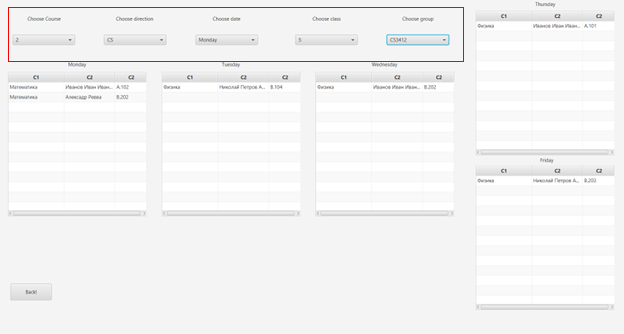 Choose Course Choose direction Choose date Choose class Choose group
2 CS Monday 5 CS3#12
Monday
C1 C2 C2
Математика Иванов Иван Иван... A.102
Математика Алексадр Ревва B.202
Tuesday
C1 C2 C2
Физика Николай Петров А... B.104
Wednesday
C1 C2 C2
Физика Иванов Иван Иван... B.202
Thursday
C1 C2 C2
Физика Иванов Иван Иван... A.101
Friday
C1 C2 C2
Физика Николай Петров А... B.203
Back!